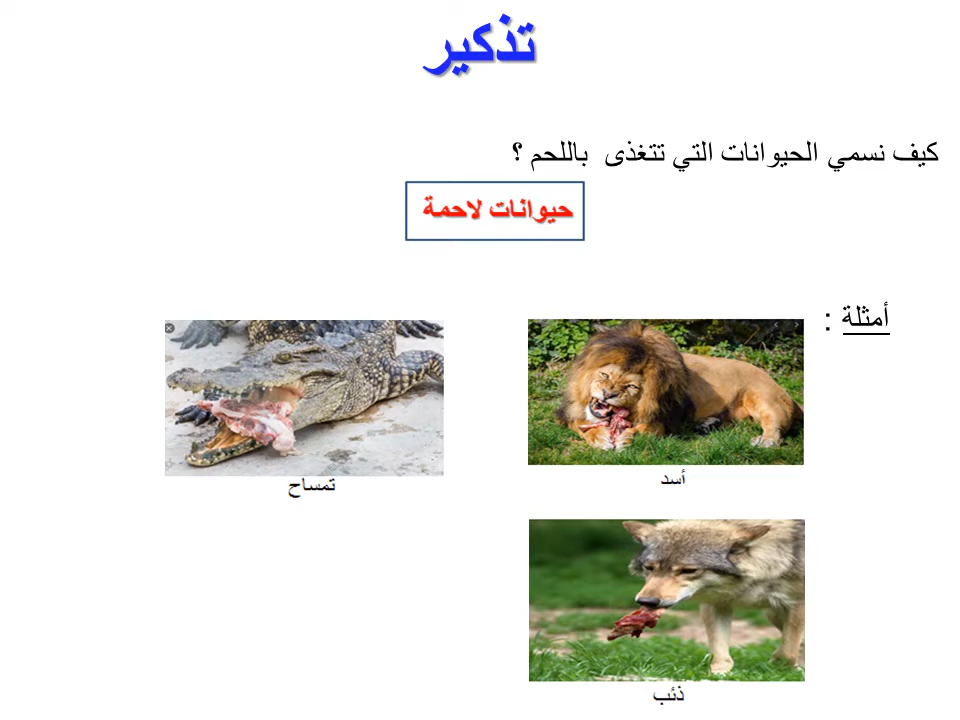 تذكير
كيف نسمي الحيوانات التي تتغذى باللحم ؟
حيوانات لاحمة
أمثلة :
أسد
تمساح
ذئب